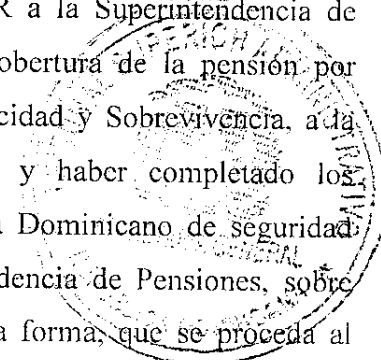 R a la Superintendencia de
obertura de la pensión por
cidad y Sobrevivencia, a la
y haber completado los
Dominicano de seguridad
dencia de Pensiones, sobre
a forma, que se proceda al